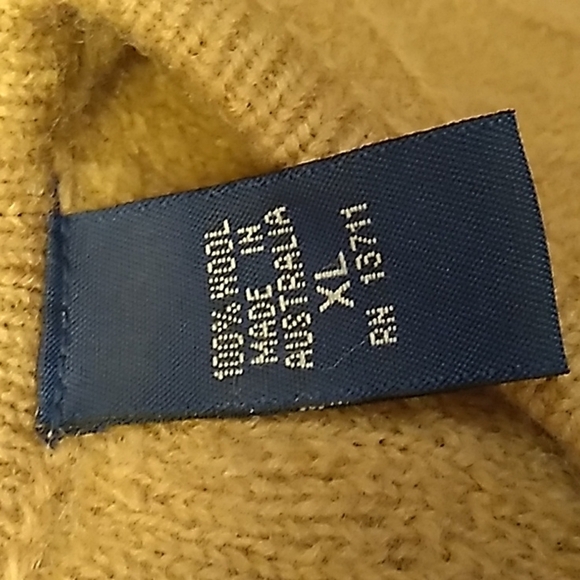 100% WOOL
MADE IN
AUSTRALIA
XL
RN 13711